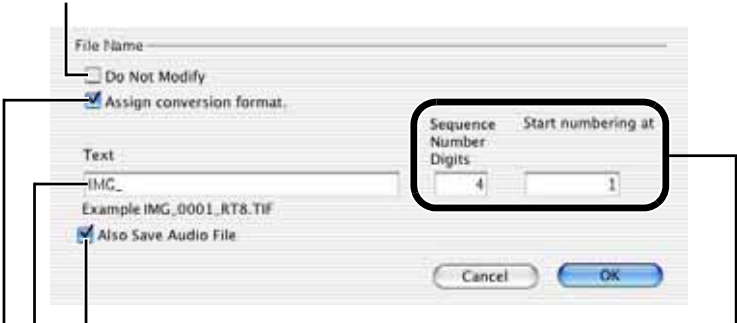 File Name
Do Not Modify
Assign conversion format.
Sequence Number Digits
Start numbering at
Text
IMG_
4
1
Example IMG_0001_RT8.TIF
Also Save Audio File
Cancel
OK